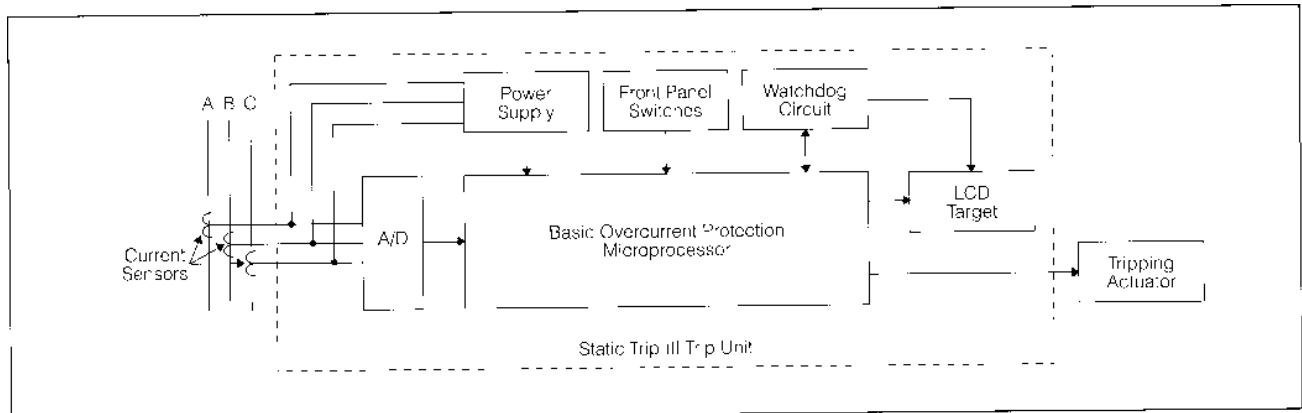 A B C
Power
Supply
Front Panel
Switches
Watchdog
Circuit
LCD
Target
A/D
Basic Overcurrent Protection
Microprocessor
Current
Sensors
Tripping
Actuator
Static Trip III Trip Unit